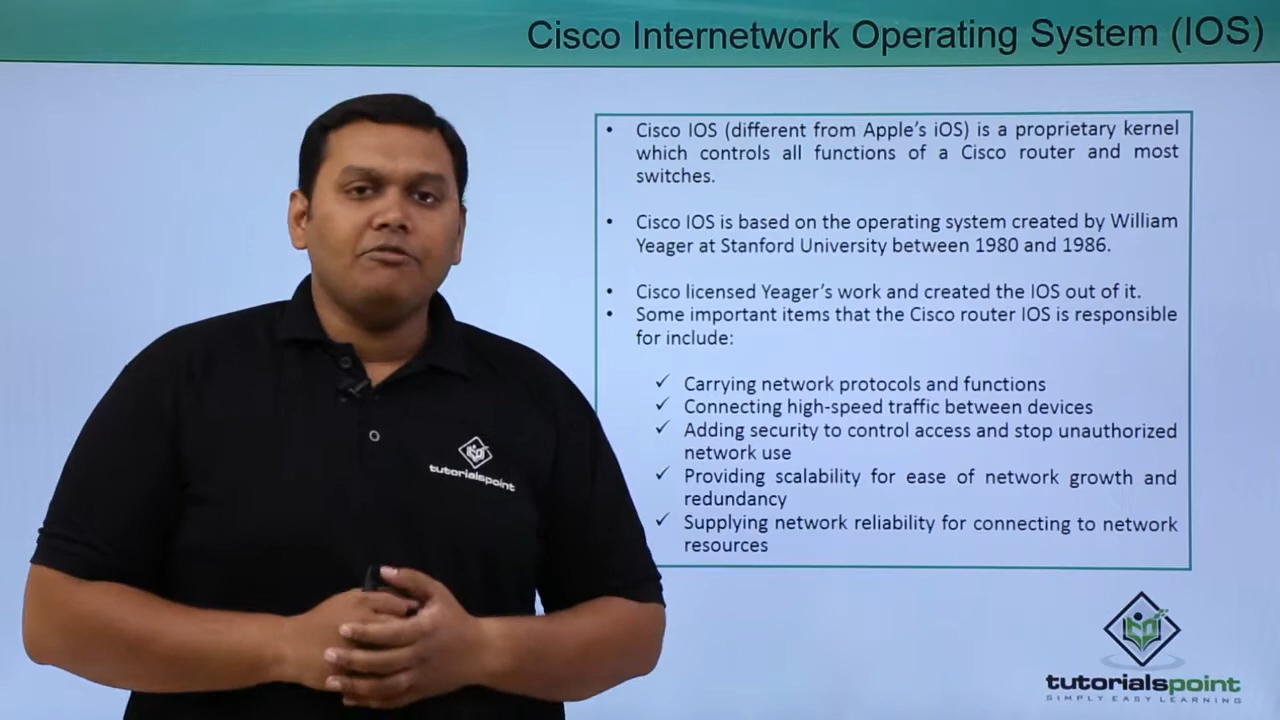 Cisco Internetwork Operating System (IOS)
• Cisco IOS (different from Apple's iOS) is a proprietary kernel
which controls all functions of a Cisco router and most
switches.
• Cisco IOS is based on the operating system created by William
Yeager at Stanford University between 1980 and 1986.
• Cisco licensed Yeager's work and created the IOS out of it.
• Some important items that the Cisco router IOS is responsible
for include:
✓ Carrying network protocols and functions
✓ Connecting high-speed traffic between devices
✓ Adding security to control access and stop unauthorized
network use
✓ Providing scalability for ease of network growth and
redundancy
✓ Supplying network reliability for connecting to network
resources
tutorialspoint
tutorialspoint
SIMPLY EASY LEARNING